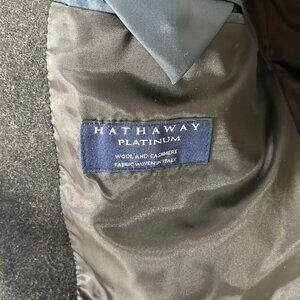 HATHAWAY
PLATINUM
WOOL AND CASHMERE
FABRIC WOVEN IN ITALY